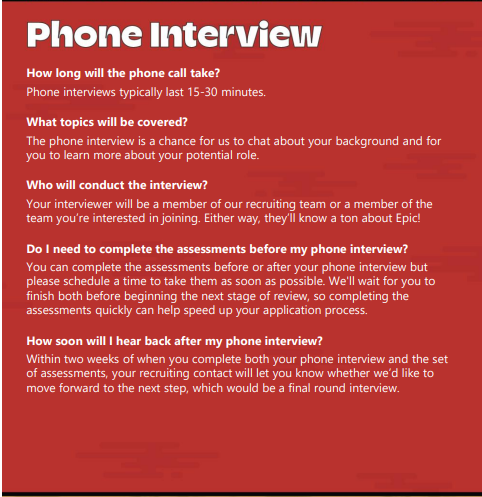 Phone Interview
How long will the phone call take?
Phone interviews typically last 15-30 minutes.
What topics will be covered?
The phone interview is a chance for us to chat about your background and for
you to learn more about your potential role.
Who will conduct the interview?
Your interviewer will be a member of our recruiting team or a member of the
team you're interested in joining. Either way, they'll know a ton about Epic!
Do I need to complete the assessments before my phone interview?
You can complete the assessments before or after your phone interview but
please schedule a time to take them as soon as possible. We'll wait for you to
finish both before beginning the next stage of review, so completing the
assessments quickly can help speed up your application process.
How soon will I hear back after my phone interview?
Within two weeks of when you complete both your phone interview and the set
of assessments, your recruiting contact will let you know whether we'd like to
move forward to the next step, which would be a final round interview.